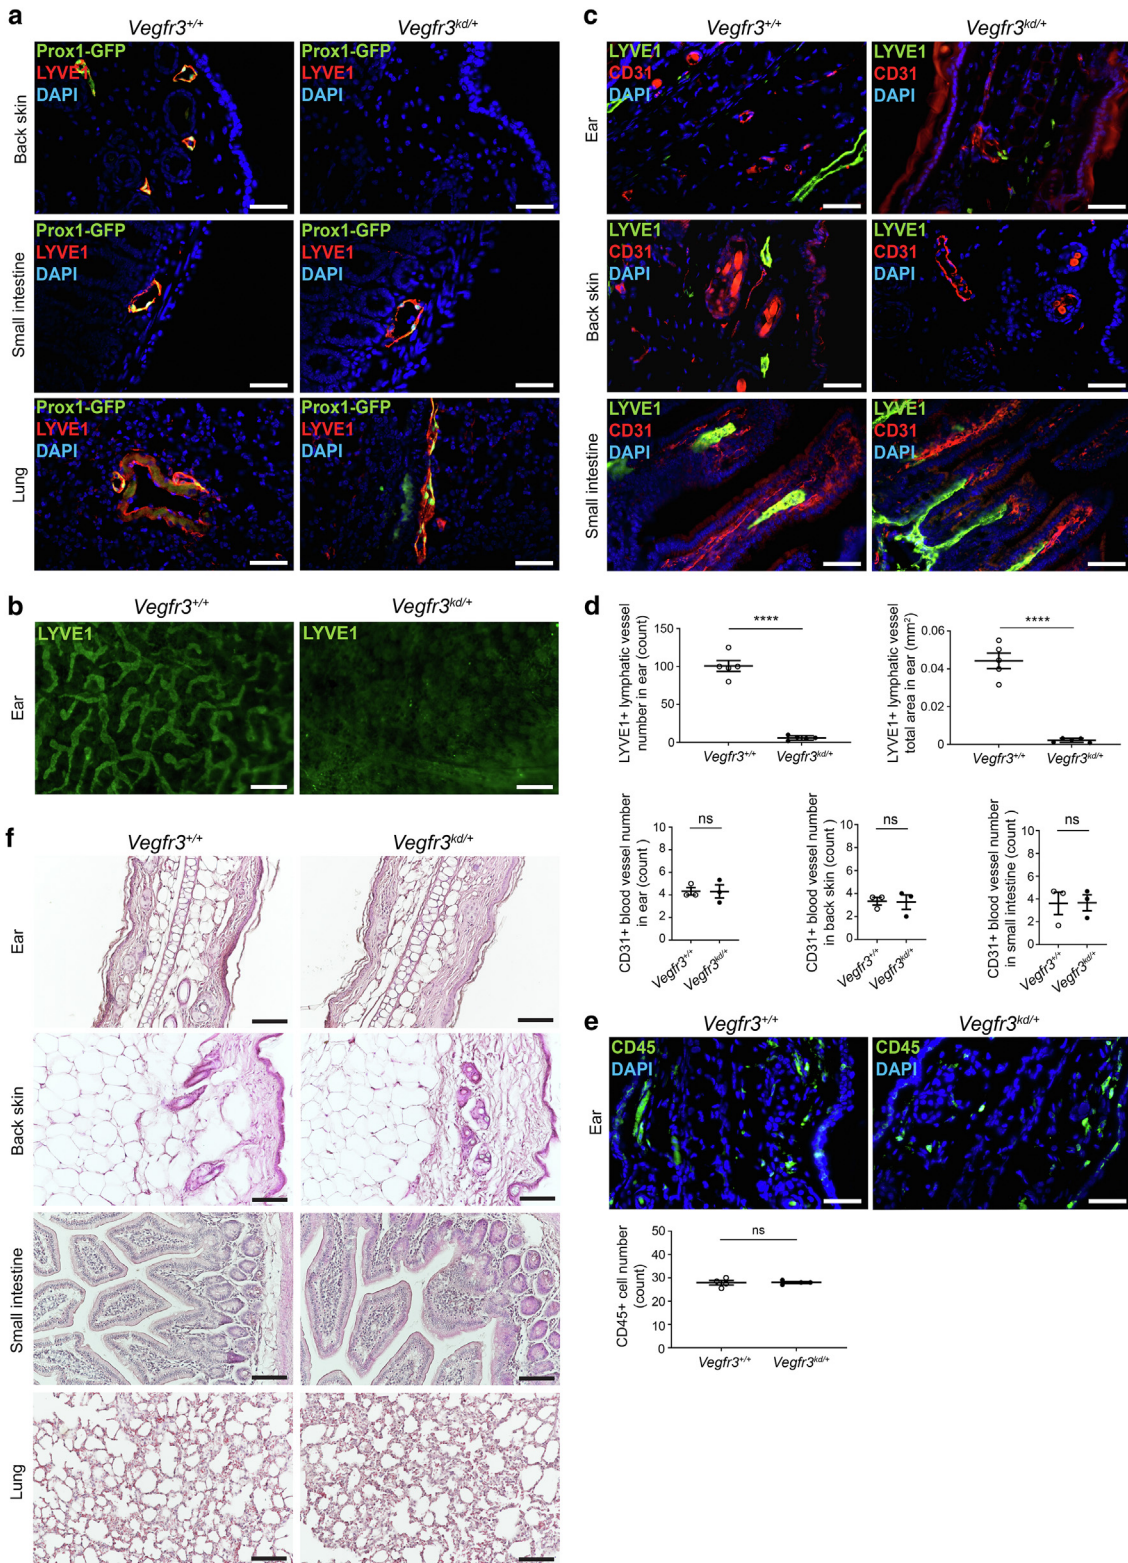 a
Vegfr3+/+
Vegfr3kd/+
Back skin
Prox1-GFP
LYVE1
DAPI
Prox1-GFP
LYVE1
DAPI
Small intestine
Prox1-GFP
LYVE1
DAPI
Prox1-GFP
LYVE1
DAPI
Lung
Prox1-GFP
LYVE1
DAPI
Prox1-GFP
LYVE1
DAPI
b
Vegfr3+/+
Vegfr3kd/+
Ear
LYVE1
LYVE1
c
Vegfr3+/+
Vegfr3kd/+
Ear
LYVE1
CD31
DAPI
LYVE1
CD31
DAPI
Back skin
LYVE1
CD31
DAPI
LYVE1
CD31
DAPI
Small intestine
LYVE1
CD31
DAPI
LYVE1
CD31
DAPI
d
LYVE1+ lymphatic vessel
number in ear (count)
150
100
50
0
****
Vegfr3+/+
Vegfr3kd/+
LYVE1+ lymphatic vessel
total area in ear (mm2)
0.06
0.04
0.02
0
****
Vegfr3+/+
Vegfr3kd/+
CD31+ blood vessel number
in ear (count )
10
8
6
4
2
0
ns
Vegfr3+/+
Vegfr3kd/+
CD31+ blood vessel number
in back skin (count )
10
8
6
4
2
0
ns
Vegfr3+/+
Vegfr3kd/+
CD31+ blood vessel number
in small intestine (count )
10
8
6
4
2
0
ns
Vegfr3+/+
Vegfr3kd/+
e
Vegfr3+/+
Vegfr3kd/+
Ear
CD45
DAPI
CD45
DAPI
CD45+ cell number
(count)
50
40
30
20
10
0
ns
Vegfr3+/+
Vegfr3kd/+
f
Vegfr3+/+
Vegfr3kd/+
Ear
Back skin
Small intestine
Lung